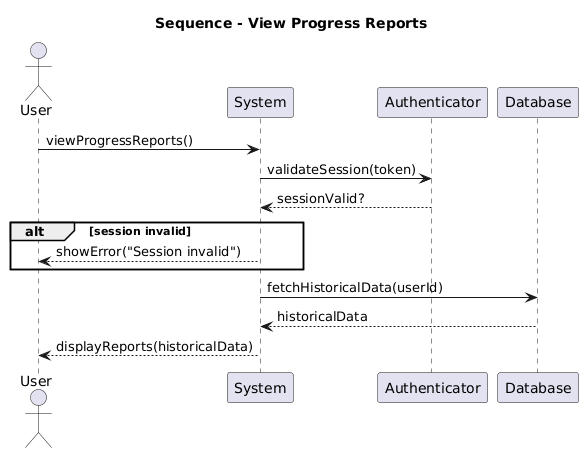 Sequence - View Progress Reports
User
System
Authenticator
Database
viewProgressReports()
validateSession(token)
sessionValid?
alt
[session invalid]
showError("Session invalid")
fetchHistoricalData(userId)
historicalData
displayReports(historicalData)
User
System
Authenticator
Database